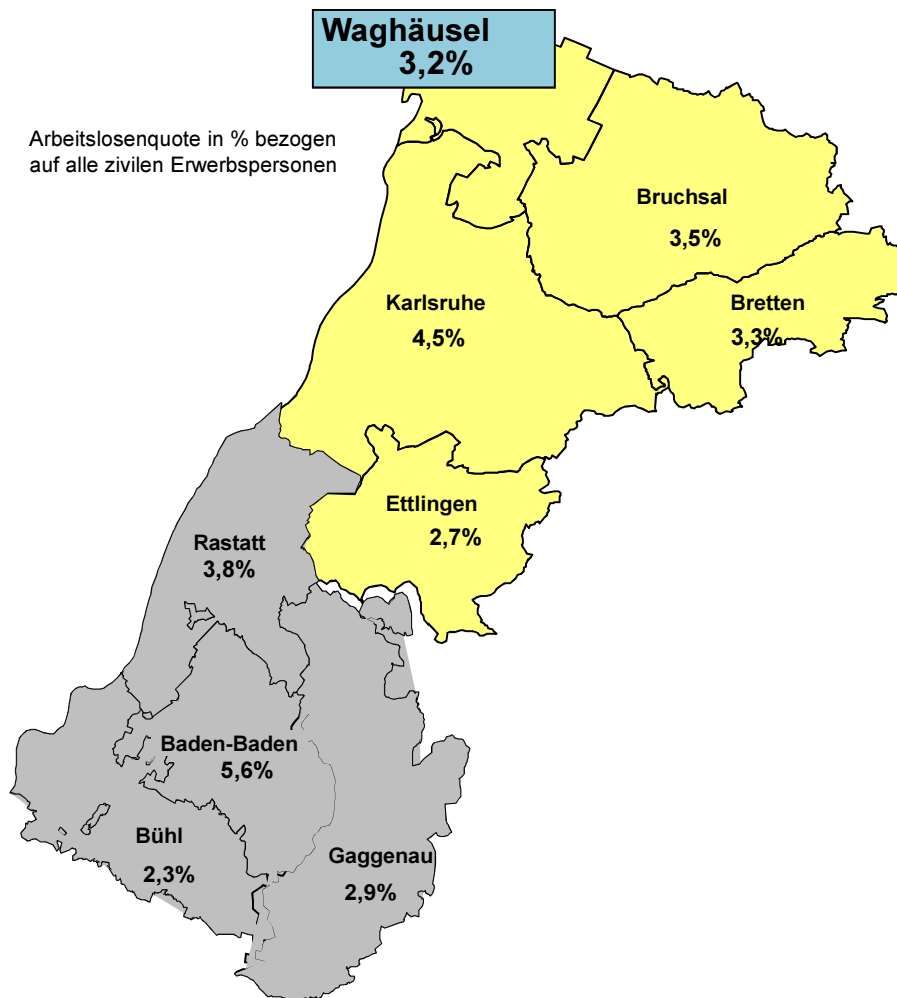 Waghäusel
3,2%
Arbeitslosenquote in % bezogen
auf alle zivilen Erwerbspersonen
Bruchsal
3,5%
Karlsruhe
4,5%
Bretten
3,3%
Ettlingen
2,7%
Rastatt
3,8%
Baden-Baden
5,6%
Bühl
2,3%
Gaggenau
2,9%